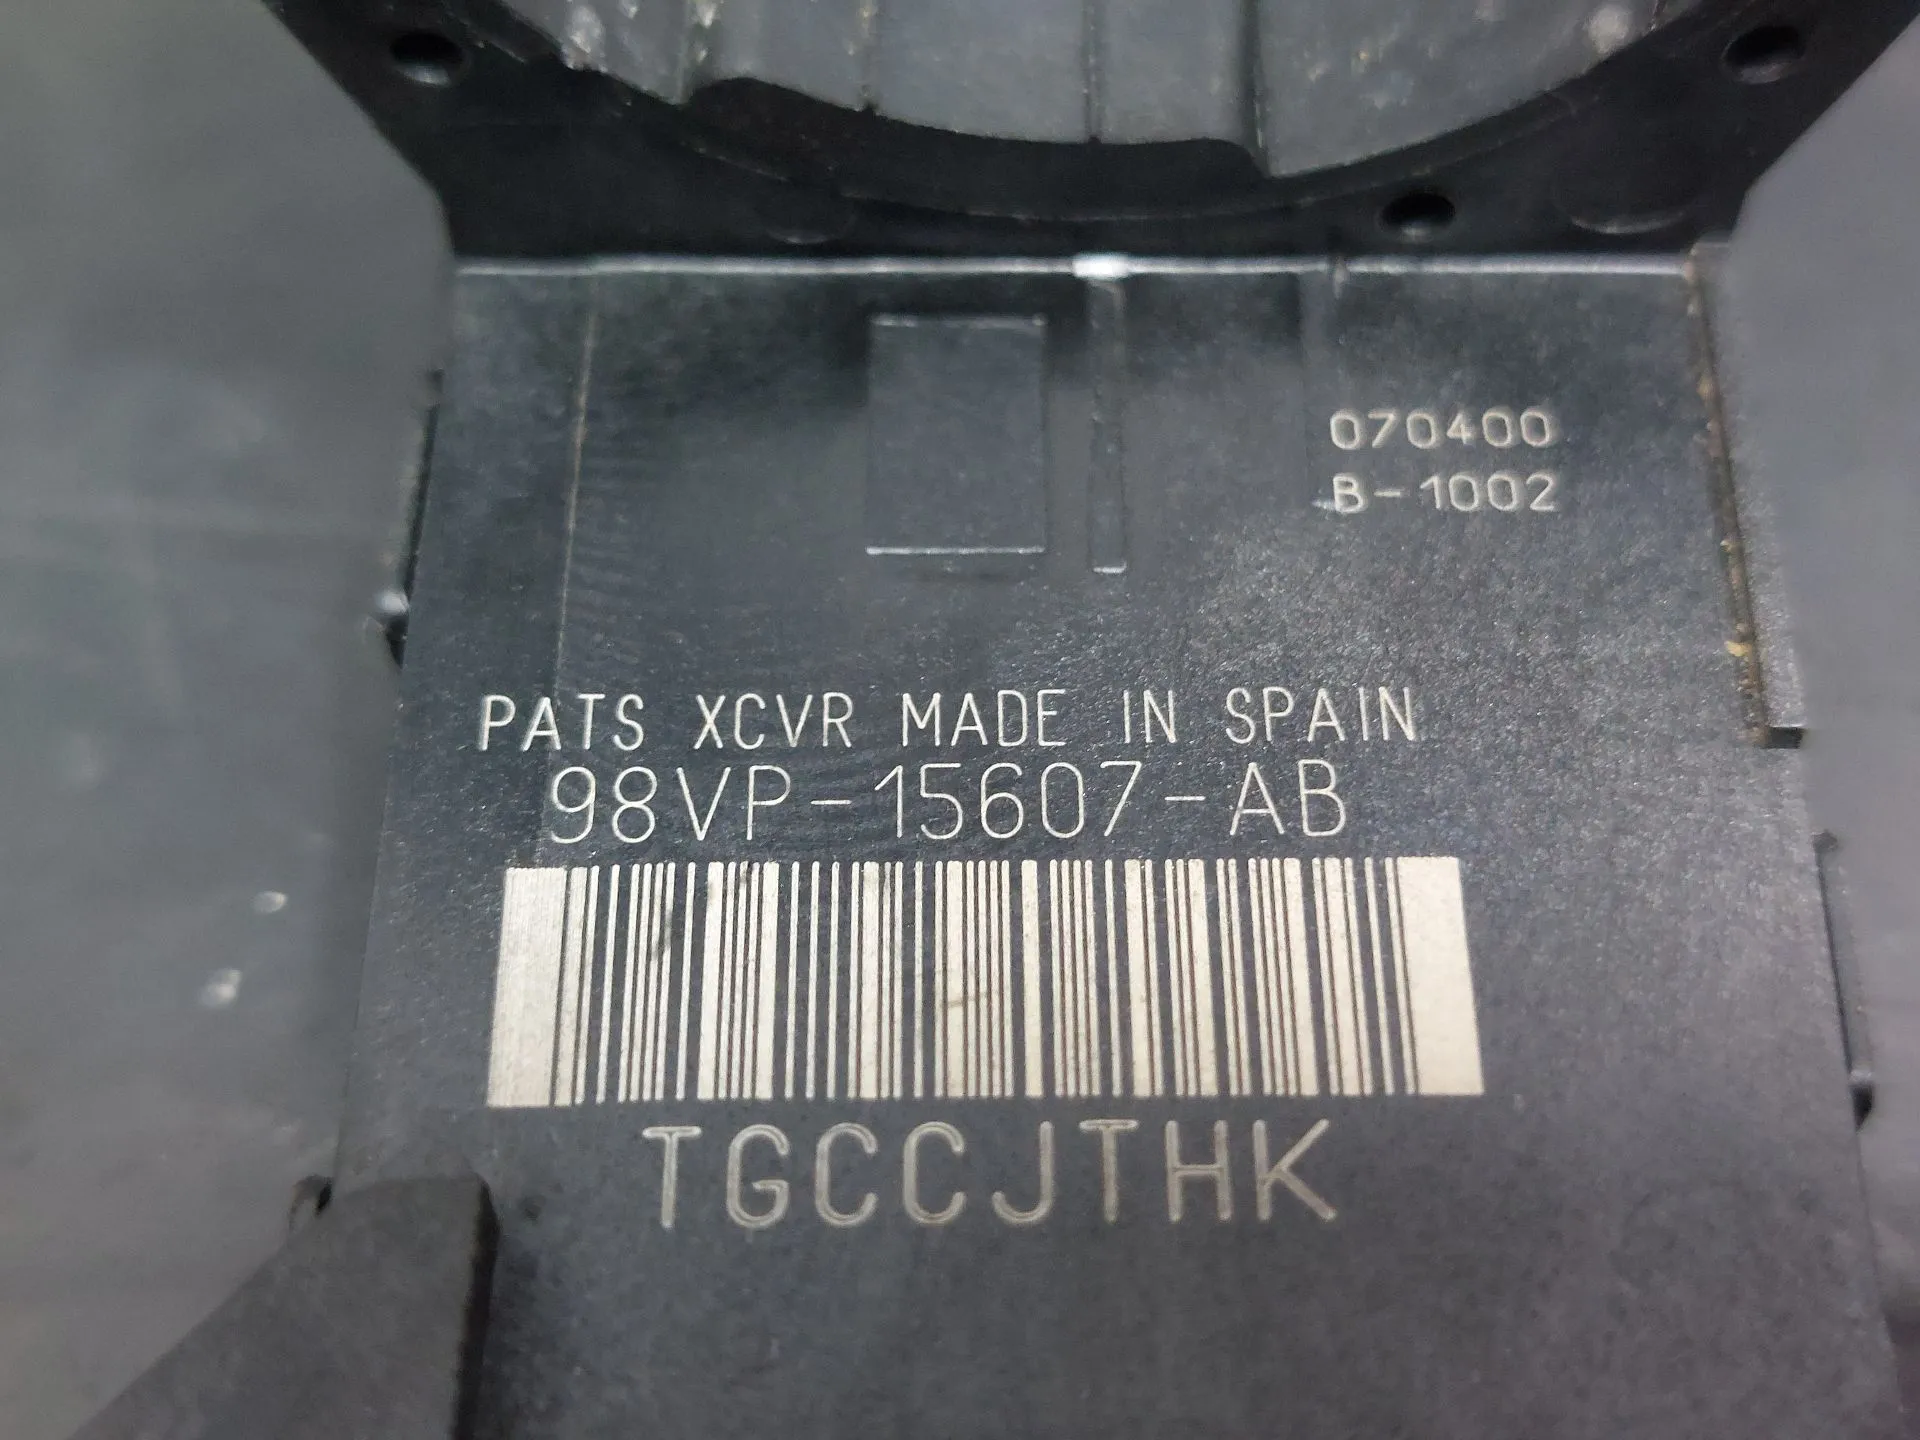 070400
B-1002
PATS XCVR MADE IN SPAIN
98VP-15607-AB
TGCCJTHK